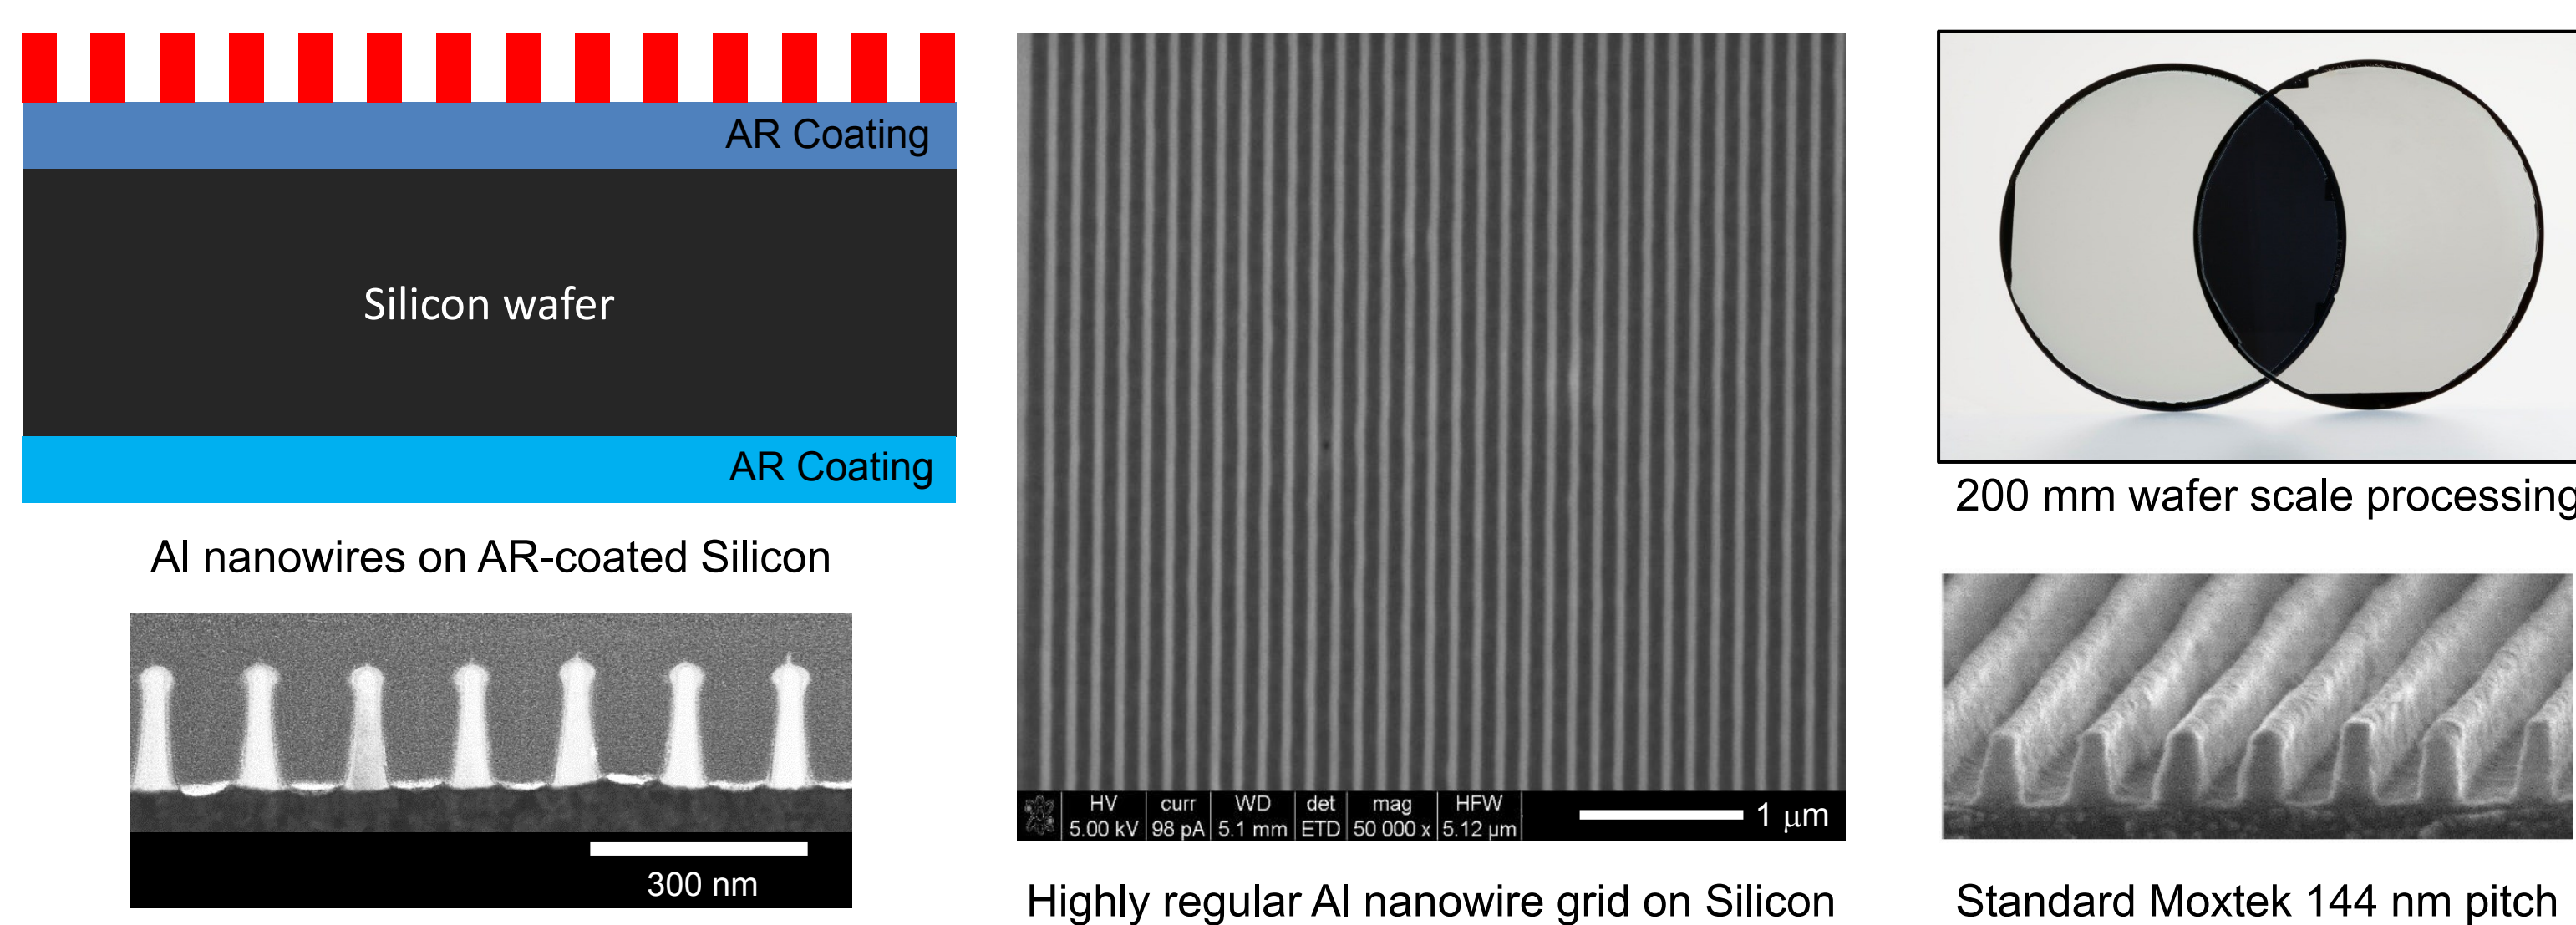 AR Coating
Silicon wafer
AR Coating
Al nanowires on AR-coated Silicon
300 nm
HV curr WD det mag HFW
5.00 kV 98 pA 5.1 mm ETD 50 000 x 5.12 µm
1 µm
Highly regular Al nanowire grid on Silicon
200 mm wafer scale processing
Standard Moxtek 144 nm pitch